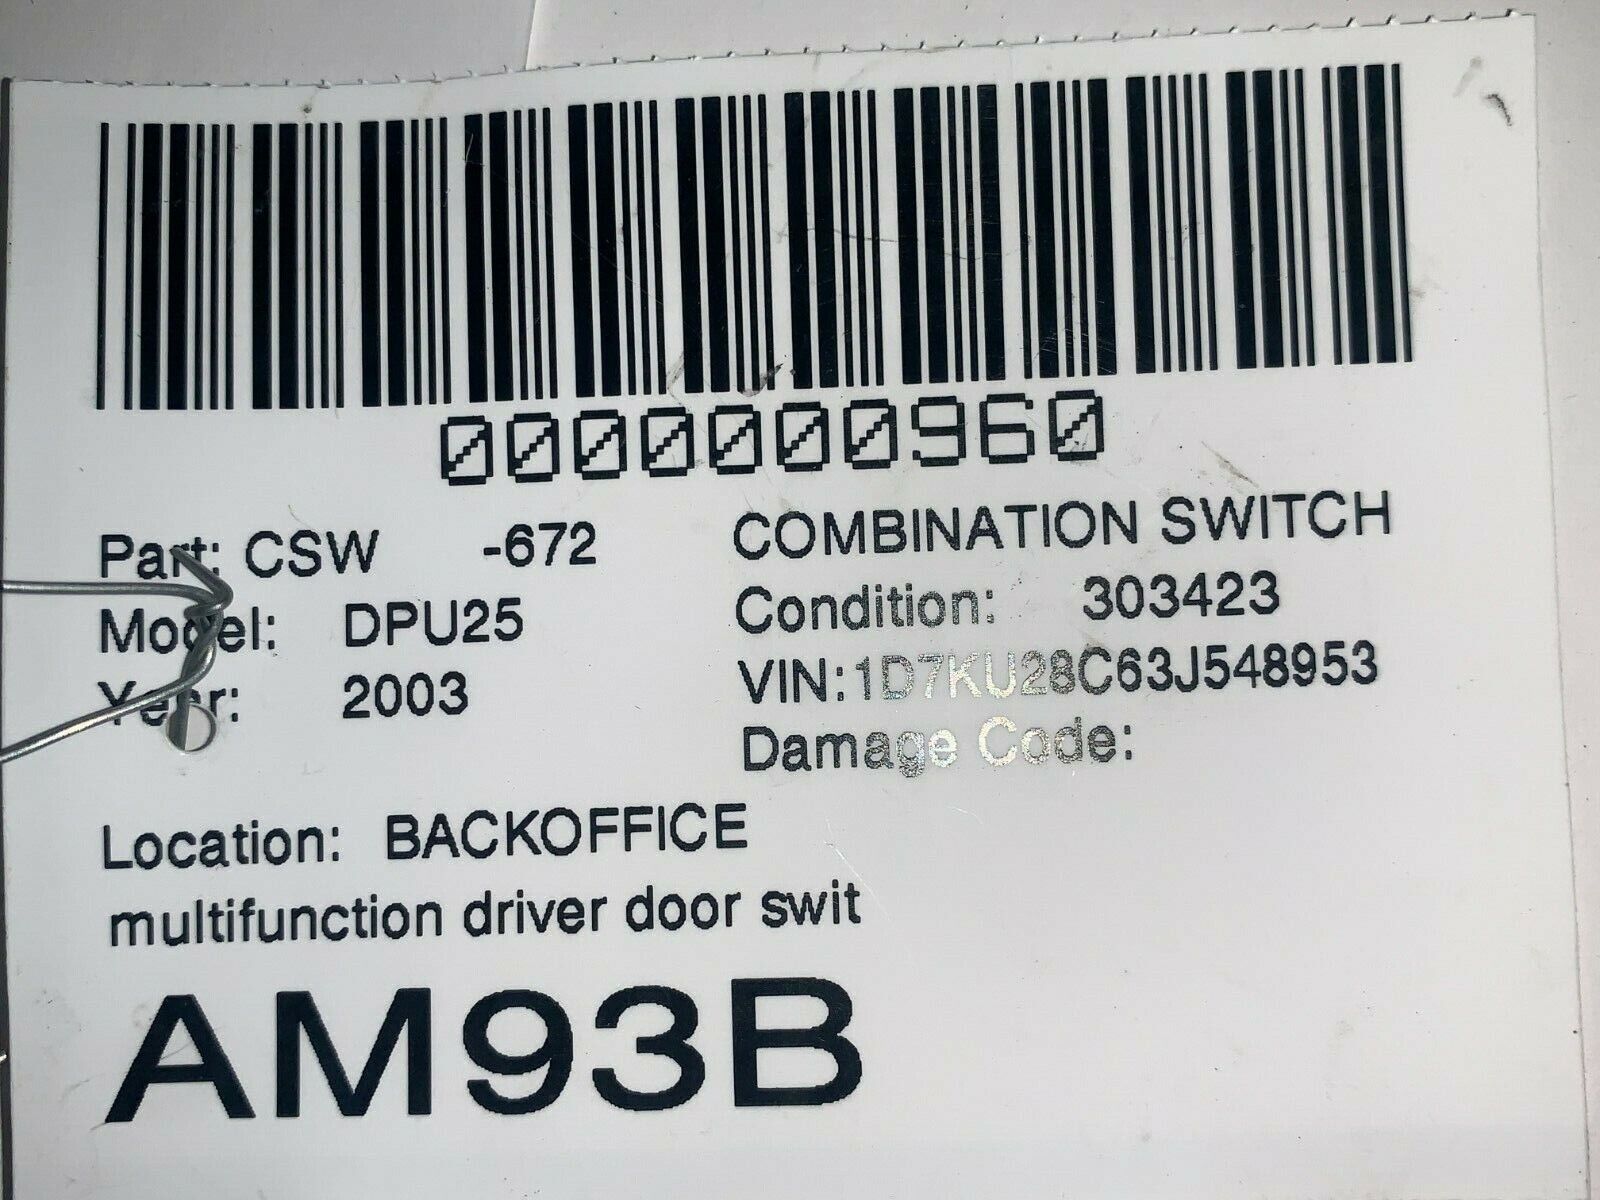 0000000960
Part: CSW -672 COMBINATION SWITCH
Model: DPU25 Condition: 303423
Year: 2003 VIN:1D7KU28C63J548953
Damage Code:
Location: BACKOFFICE
multifunction driver door swit
AM93B